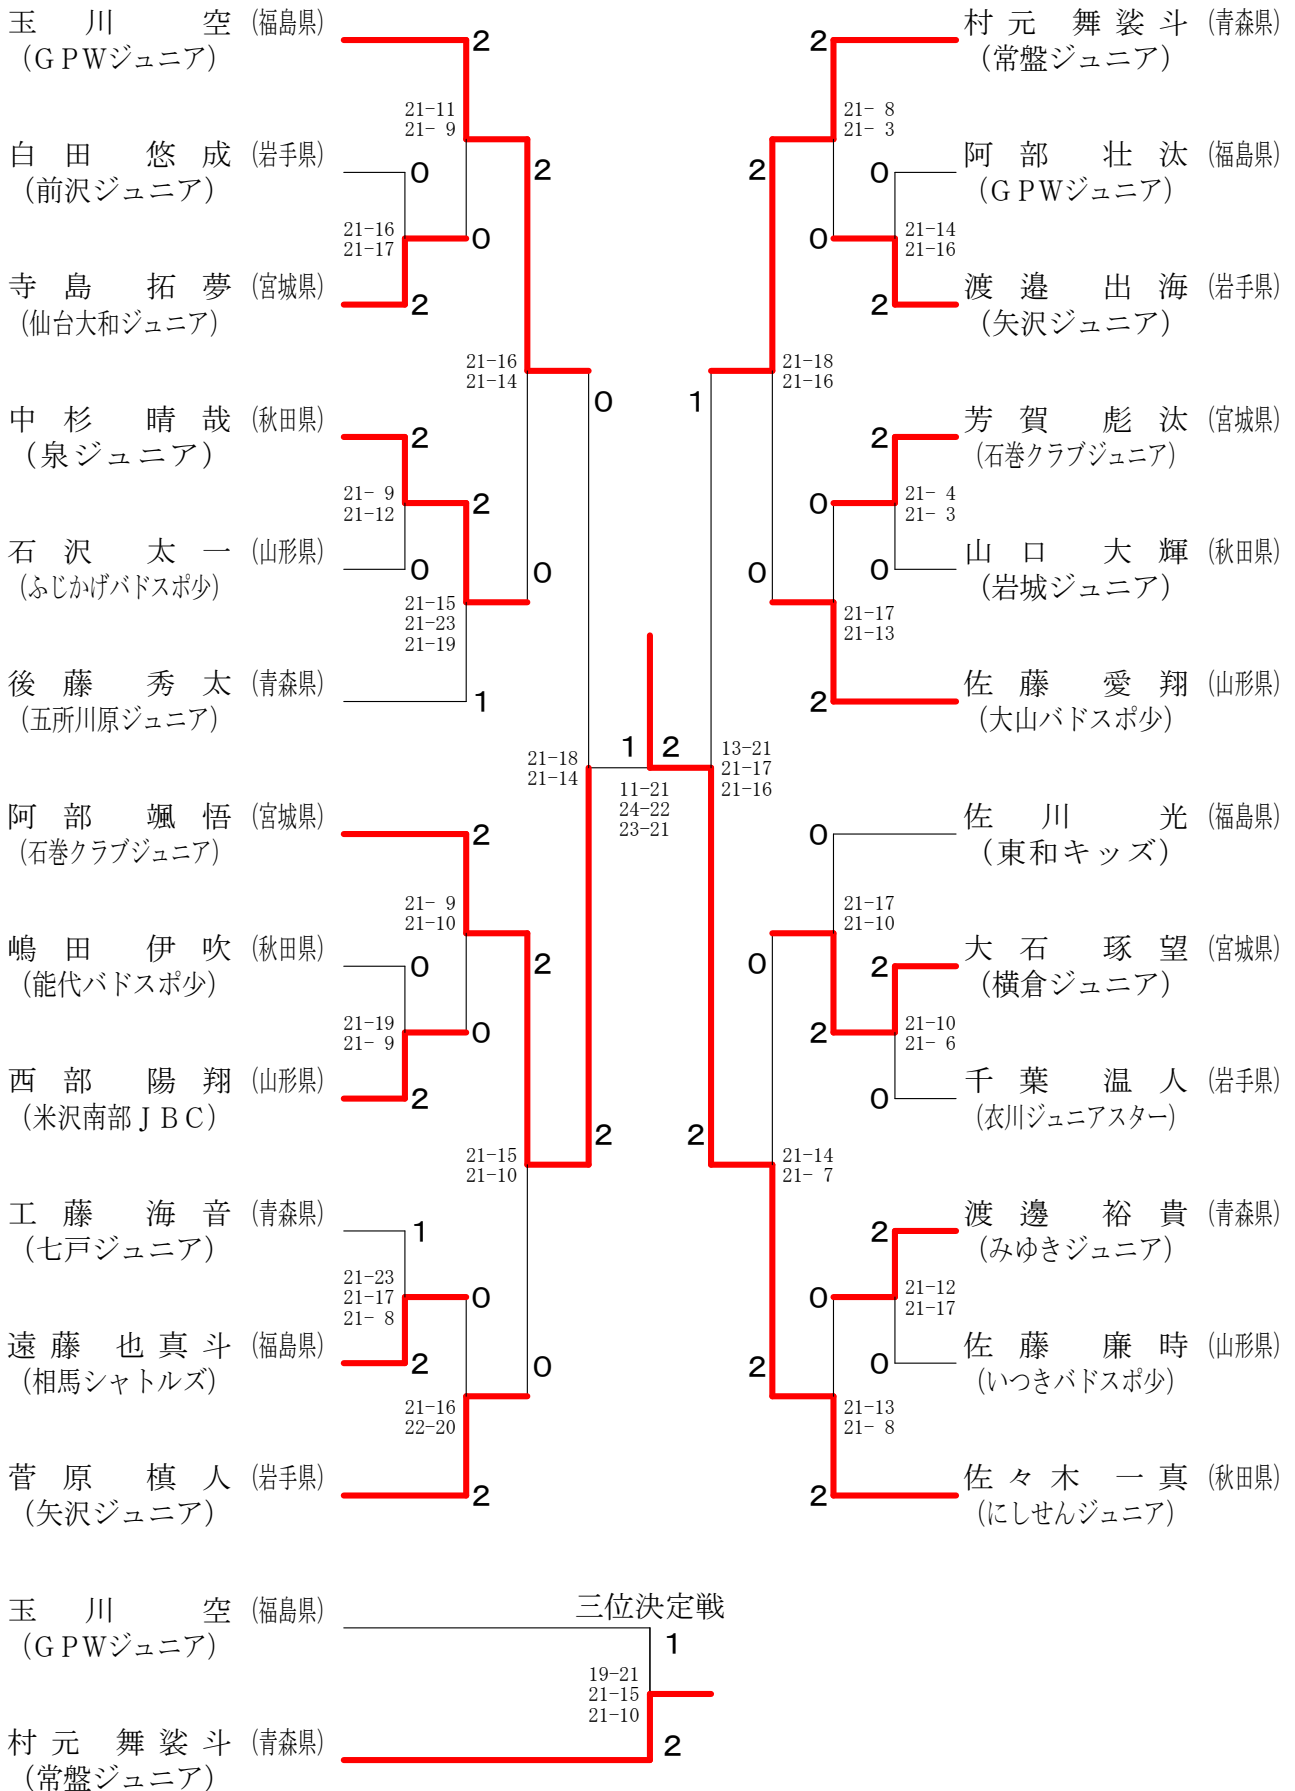 玉川 空 (福島県)
(GPWジュニア)
2
21-11
21- 9
白田 悠成 (岩手県)
(前沢ジュニア)
0
2
21-16
21-17
0
寺島 拓夢 (宮城県)
(仙台大和ジュニア)
2
21-16
21-14
0
中杉 晴哉 (秋田県)
(泉ジュニア)
2
21- 9
21-12
2
石沢 太一 (山形県)
(ふじかげバドスポ少)
0
0
21-15
21-23
21-19
後藤 秀太 (青森県)
(五所川原ジュニア)
1
21-18
21-14
阿部 颯悟 (宮城県)
(石巻クラブジュニア)
2
21- 9
21-10
嶋田 伊吹 (秋田県)
(能代バドスポ少)
0
2
21-19
21- 9
0
西部 陽翔 (山形県)
(米沢南部JBC)
2
21-15
21-10
2
工藤 海音 (青森県)
(七戸ジュニア)
1
21-23
21-17
21- 8
0
遠藤 也真斗 (福島県)
(相馬シャトルズ)
2
0
21-16
22-20
菅原 槙人 (岩手県)
(矢沢ジュニア)
2
1 2
11-21
24-22
23-21
村元 舞裟斗 (青森県)
(常盤ジュニア)
2
21- 8
21- 3
阿部 壮汰 (福島県)
(GPWジュニア)
0
2
21-14
21-16
0
渡邉 出海 (岩手県)
(矢沢ジュニア)
2
21-18
21-16
1
芳賀 彪汰 (宮城県)
(石巻クラブジュニア)
2
21- 4
21- 3
0
山口 大輝 (秋田県)
(岩城ジュニア)
0
0
21-17
21-13
佐藤 愛翔 (山形県)
(大山バドスポ少)
2
13-21
21-17
21-16
佐川 光 (福島県)
(東和キッズ)
0
21-17
21-10
大石 琢望 (宮城県)
(横倉ジュニア)
2
0
21-10
21- 6
2
千葉 温人 (岩手県)
(衣川ジュニアスター)
0
21-14
21- 7
2
渡邊 裕貴 (青森県)
(みゆきジュニア)
2
21-12
21-17
0
佐藤 廉時 (山形県)
(いつきバドスポ少)
0
2
21-13
21- 8
佐々木 一真 (秋田県)
(にしせんジュニア)
2
三位決定戦
玉川 空 (福島県)
(GPWジュニア)
1
19-21
21-15
21-10
村元 舞裟斗 (青森県)
(常盤ジュニア)
2